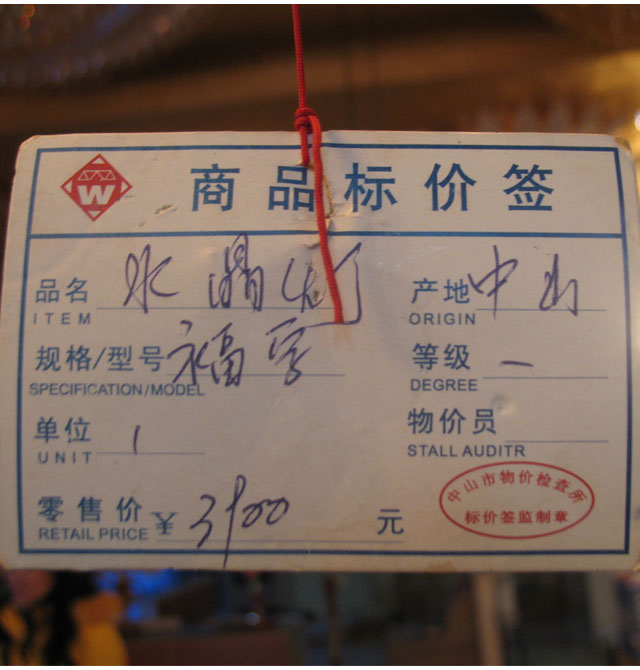 W 商品标价签
品名 水晶灯 产地 中山
ITEM ORIGIN
规格/型号 福字 等级 一
SPECIFICATION/MODEL DEGREE
单位 1 物价员
UNIT STALL AUDITR
零售价 ¥ 3900 元
RETAIL PRICE
中山市物价检查所
标价签监制章